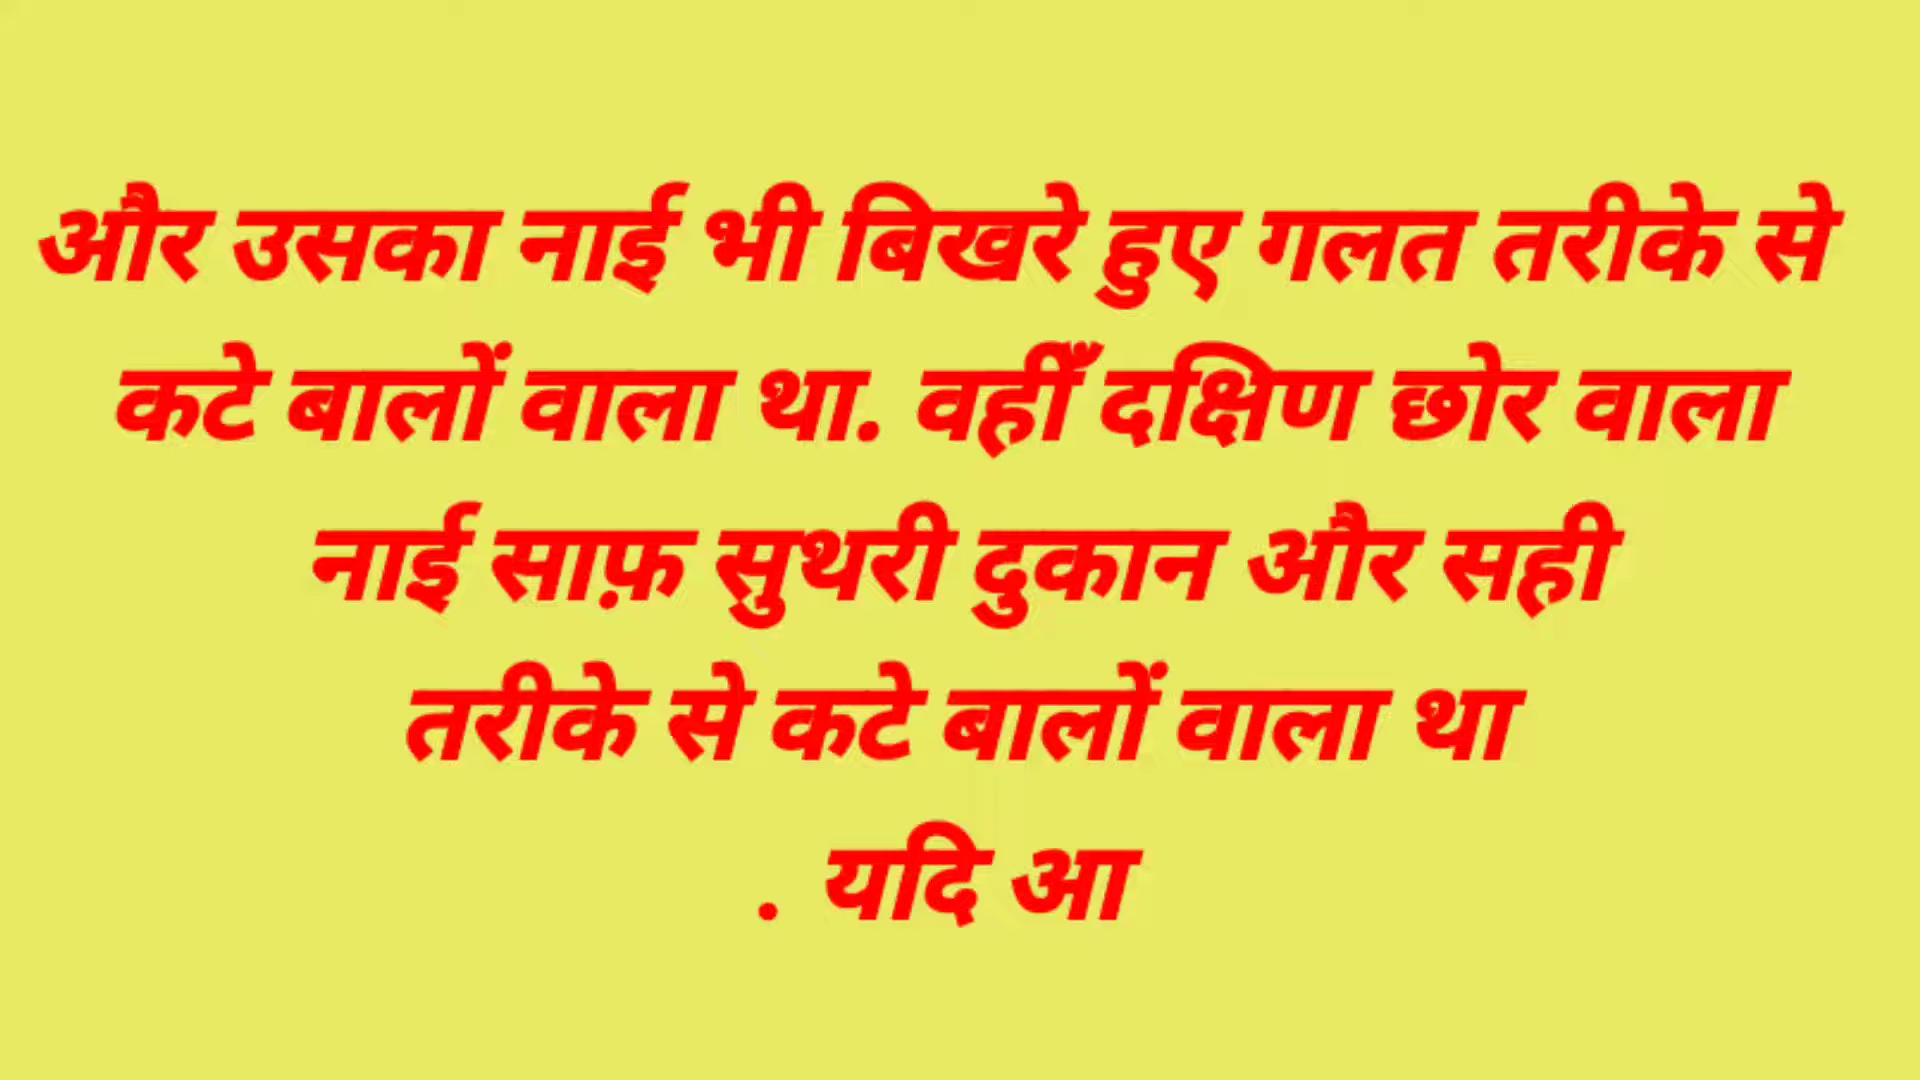 और उसका नाई भी बिखरे हुए गलत तरीके से
कटे बालों वाला था. वहीँ दक्षिण छोर वाला
नाई साफ़ सुथरी दुकान और सही
तरीके से कटे बालों वाला था
. यदि आ